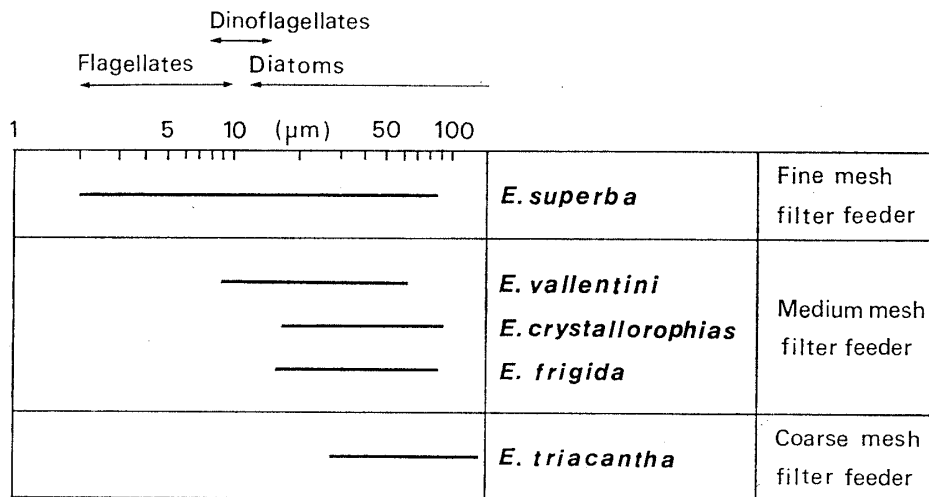 Dinoflagellates
Flagellates Diatoms
1 5 10 (µm) 50 100
E. superba
Fine mesh
filter feeder
E. vallentini
E. crystallorophias
E. frigida
Medium mesh
filter feeder
E. triacantha
Coarse mesh
filter feeder